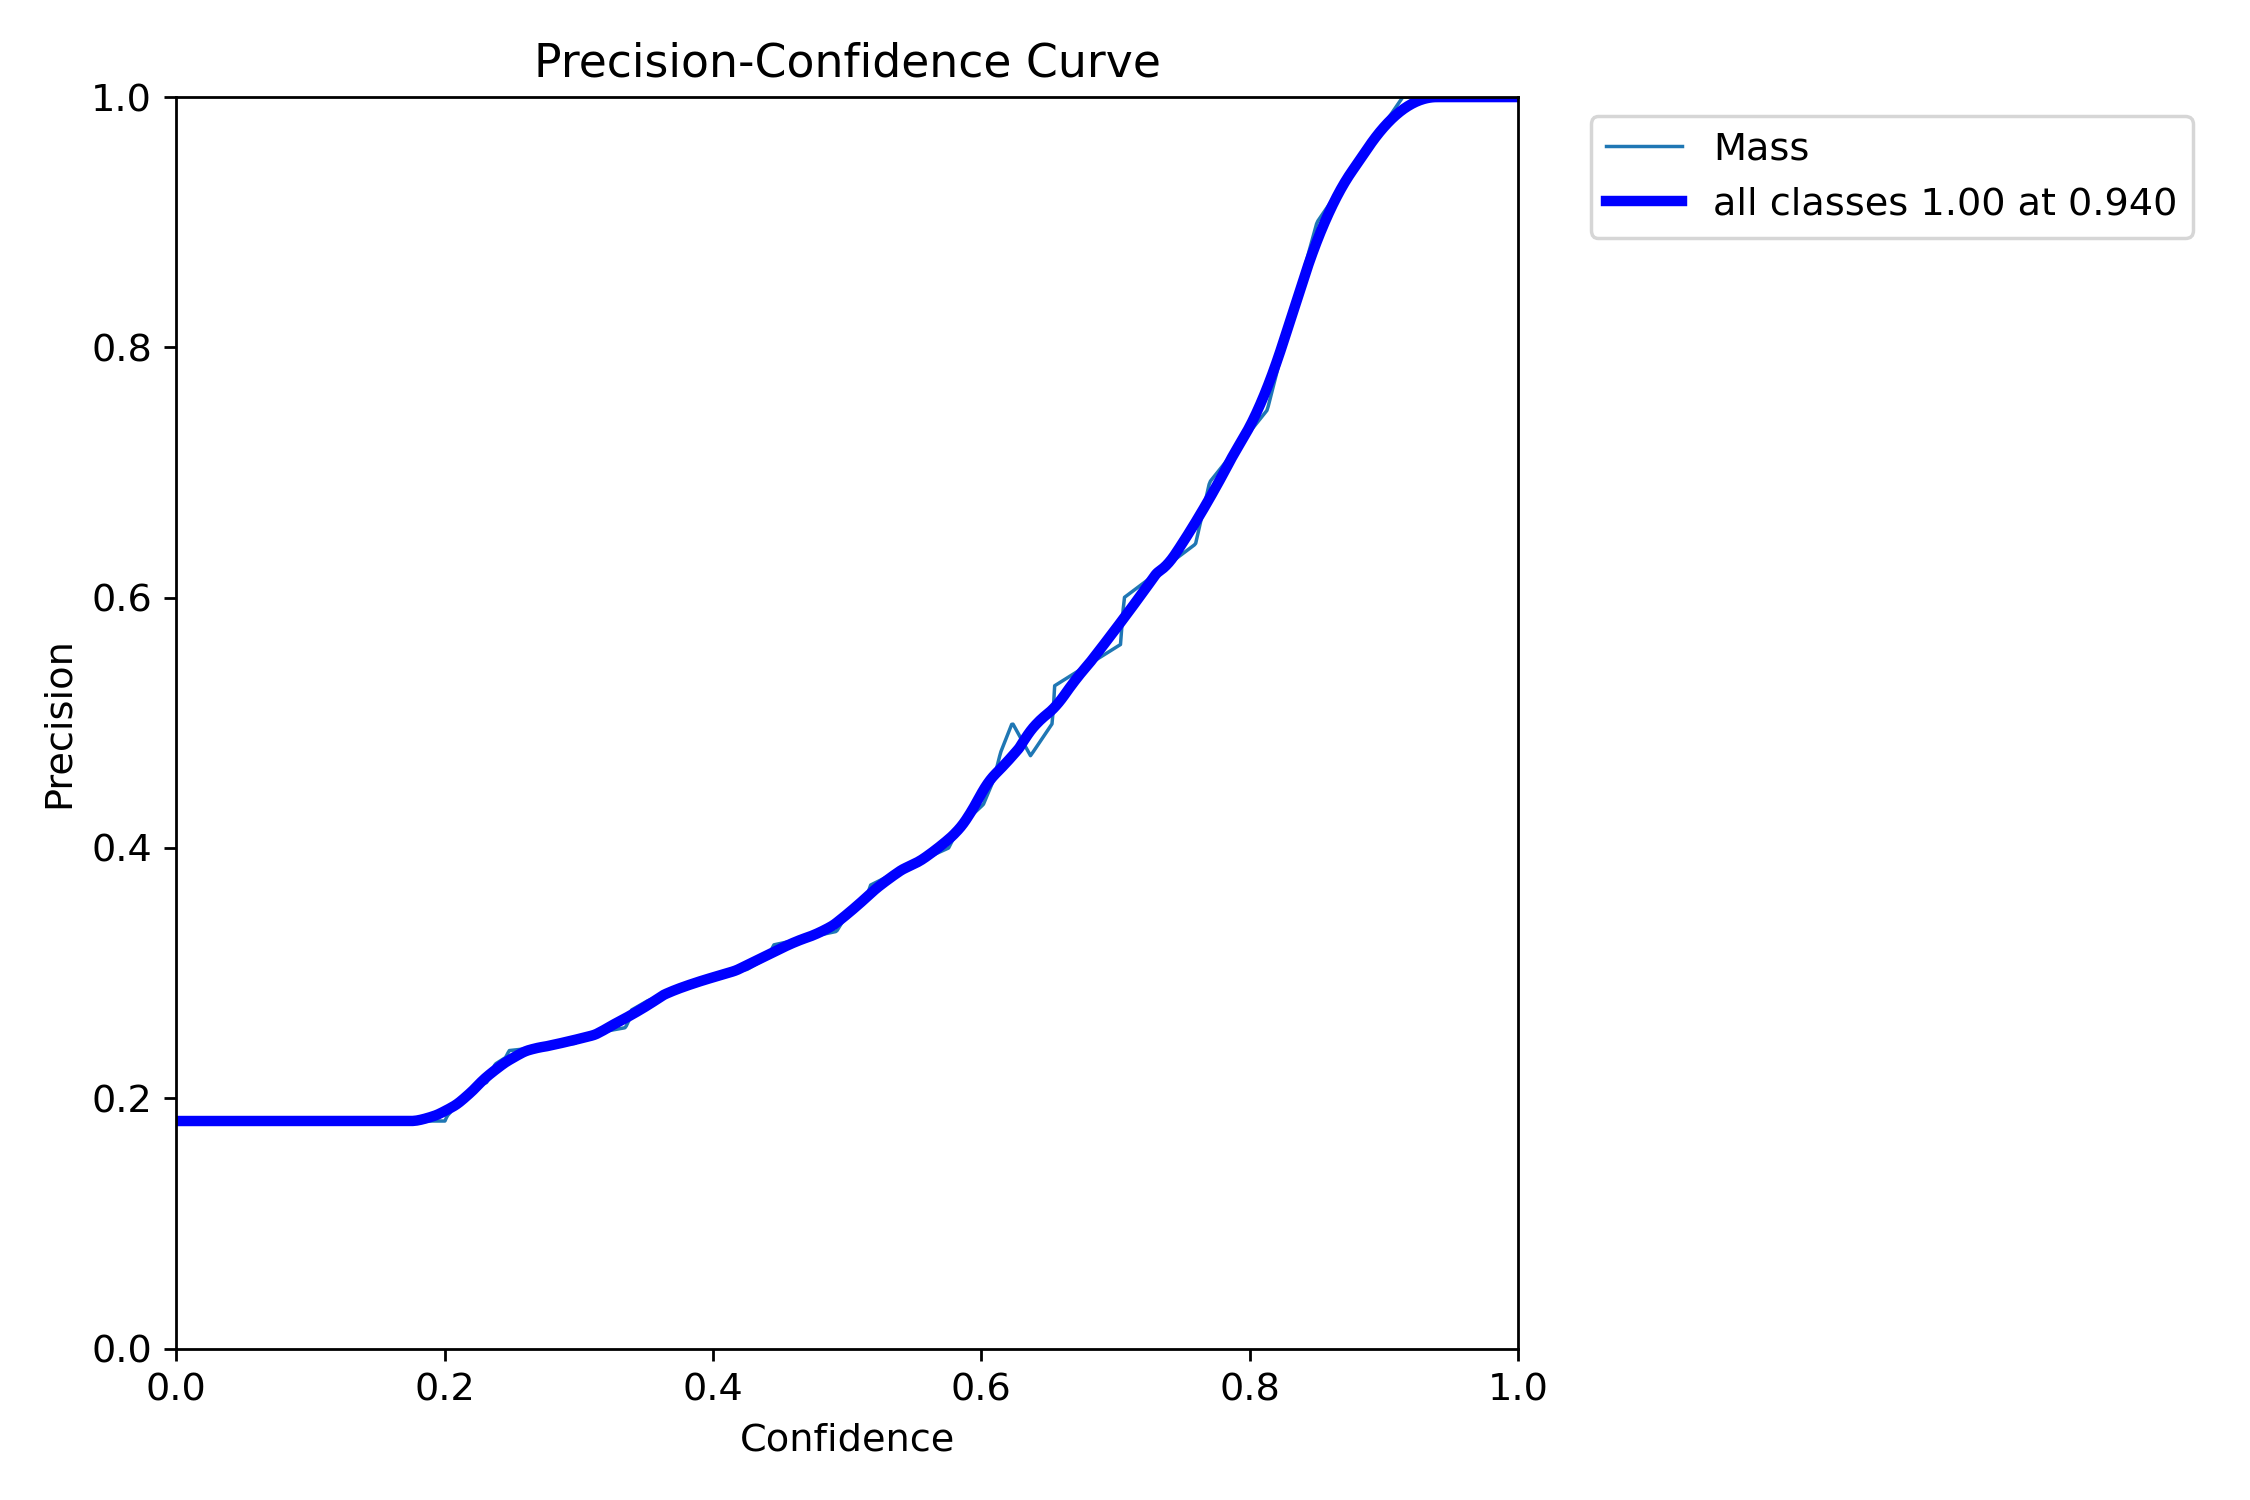 Precision-Confidence Curve
1.0
0.8
0.6
0.4
0.2
0.0
Precision
0.0 0.2 0.4 0.6 0.8 1.0
Confidence
Mass
all classes 1.00 at 0.940